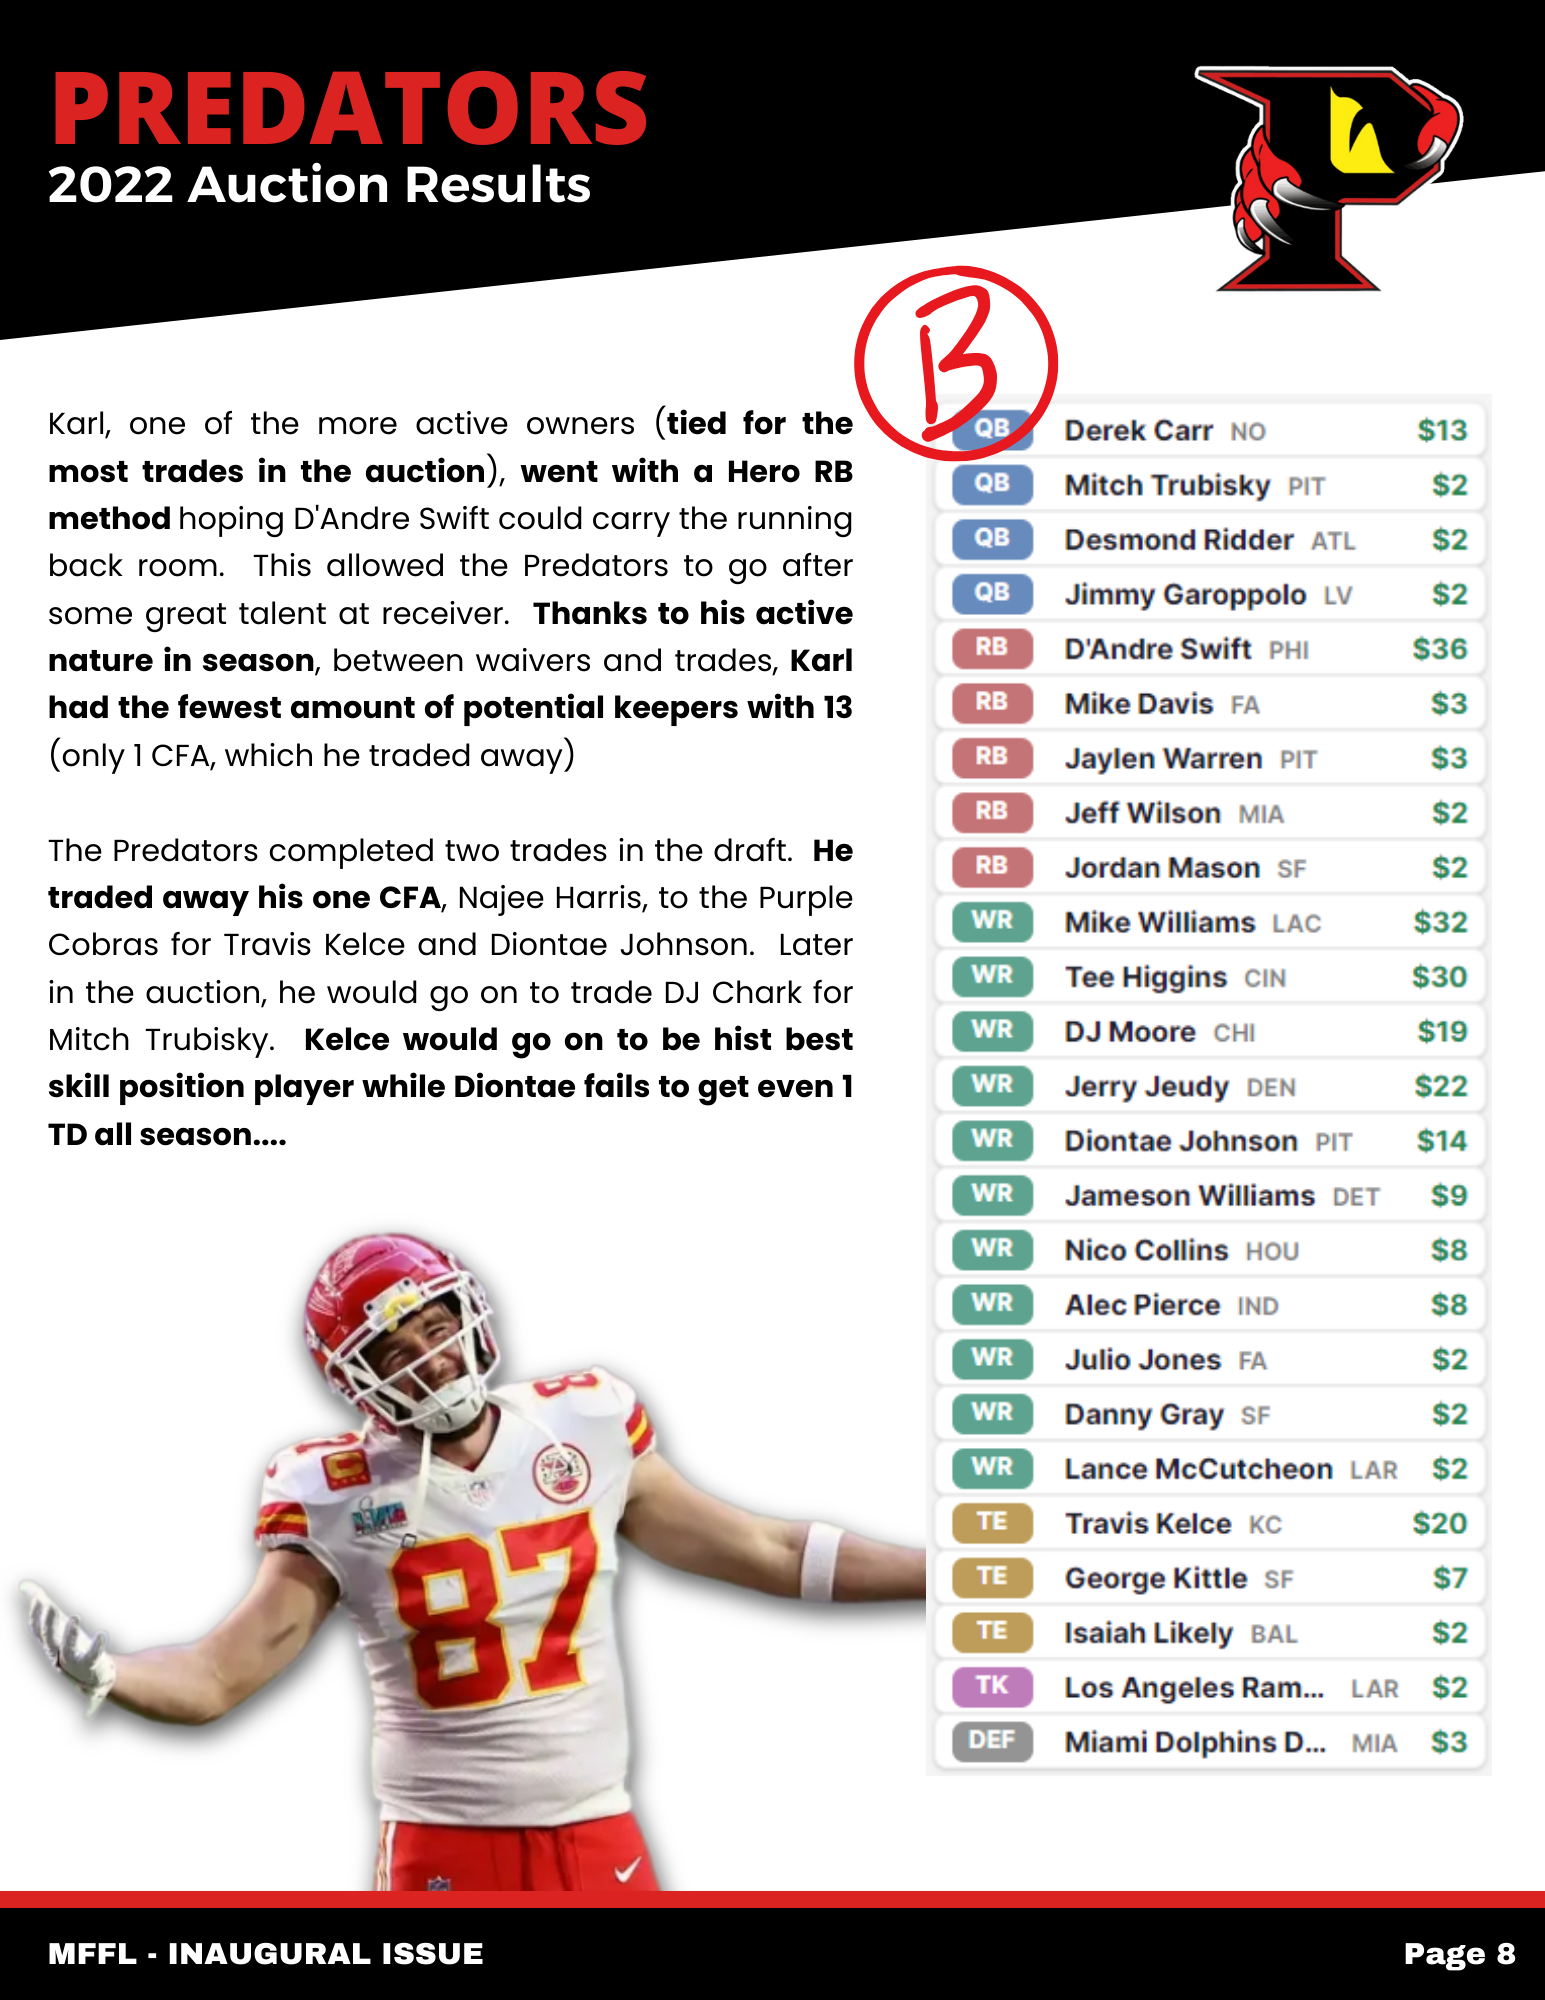 PREDATORS
2022 Auction Results
B
Karl, one of the more active owners (tied for the
most trades in the auction), went with a Hero RB
method hoping D'Andre Swift could carry the running
back room. This allowed the Predators to go after
some great talent at receiver. Thanks to his active
nature in season, between waivers and trades, Karl
had the fewest amount of potential keepers with 13
(only 1 CFA, which he traded away)
The Predators completed two trades in the draft. He
traded away his one CFA, Najee Harris, to the Purple
Cobras for Travis Kelce and Diontae Johnson. Later
in the auction, he would go on to trade DJ Chark for
Mitch Trubisky. Kelce would go on to be hist best
skill position player while Diontae fails to get even 1
TD all season....
QB Derek Carr NO $13
QB Mitch Trubisky PIT $2
QB Desmond Ridder ATL $2
QB Jimmy Garoppolo LV $2
RB D'Andre Swift PHI $36
RB Mike Davis FA $3
RB Jaylen Warren PIT $3
RB Jeff Wilson MIA $2
RB Jordan Mason SF $2
WR Mike Williams LAC $32
WR Tee Higgins CIN $30
WR DJ Moore CHI $19
WR Jerry Jeudy DEN $22
WR Diontae Johnson PIT $14
WR Jameson Williams DET $9
WR Nico Collins HOU $8
WR Alec Pierce IND $8
WR Julio Jones FA $2
WR Danny Gray SF $2
WR Lance McCutcheon LAR $2
TE Travis Kelce KC $20
TE George Kittle SF $7
TE Isaiah Likely BAL $2
TK Los Angeles Ram... LAR $2
DEF Miami Dolphins D... MIA $3
87
MFFL - INAUGURAL ISSUE
Page 8